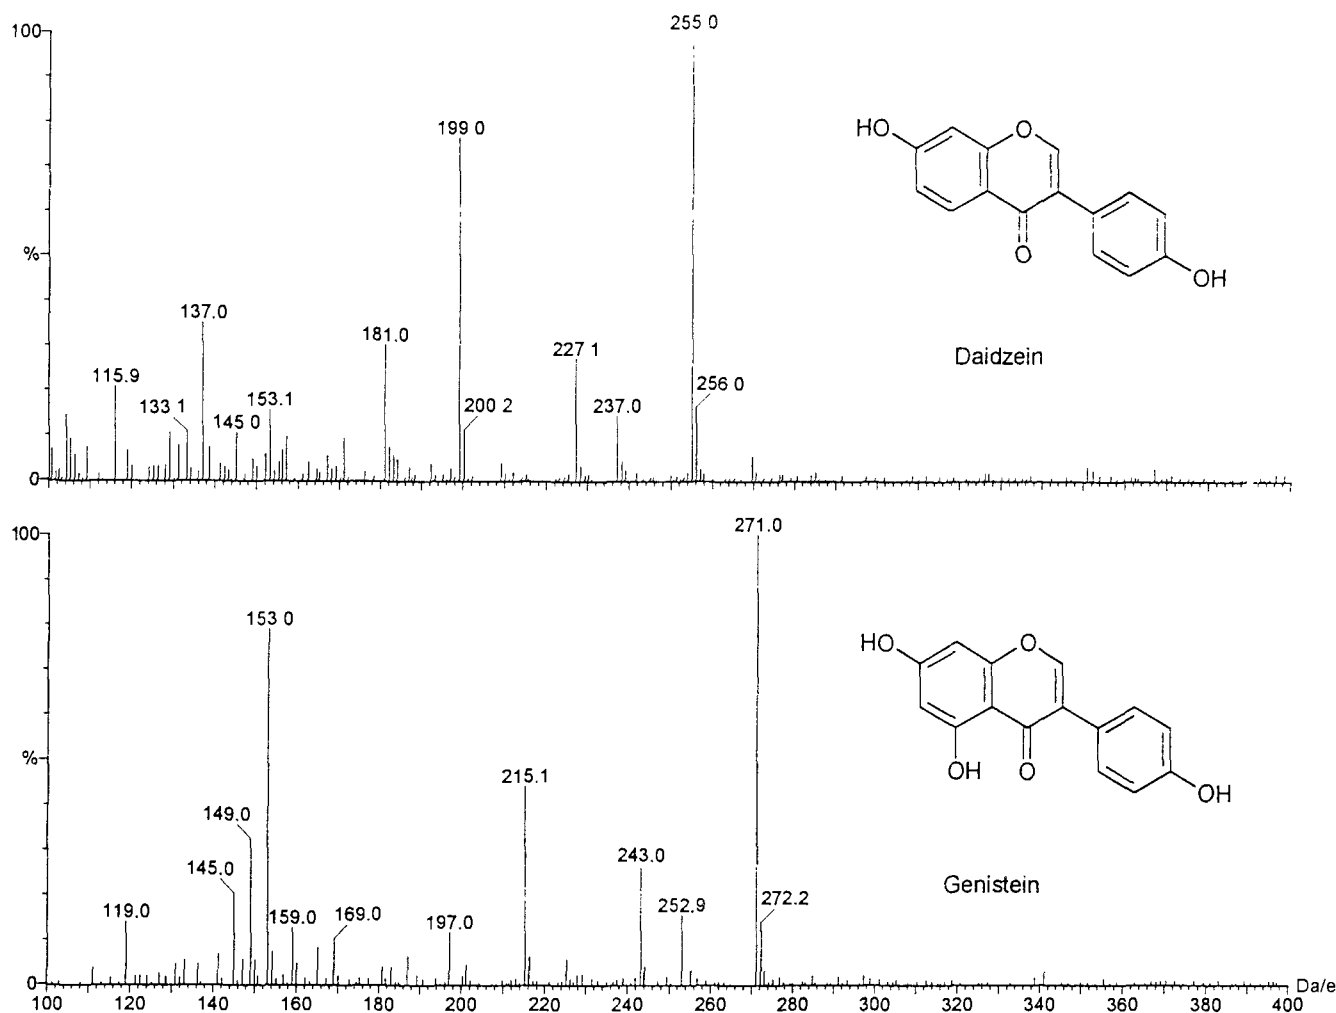 100
%
0
255 0
199 0
137.0
181.0
227 1
115.9
133 1
153.1
145 0
200 2
237.0
256 0
HO
O
O
OH
Daidzein
100
%
0
271.0
153 0
215.1
149.0
243.0
145.0
119.0
159.0
169.0
197.0
252.9
272.2
HO
O
OH
O
OH
Genistein
100 120 140 160 180 200 220 240 260 280 300 320 340 360 380 400
Da/e